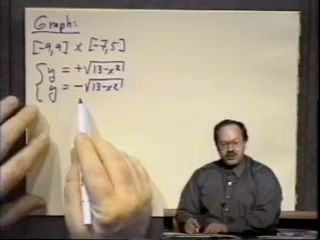 Graph:
[-9,9] x [-7,5]
y = +√13-x²
y = -√13-x²